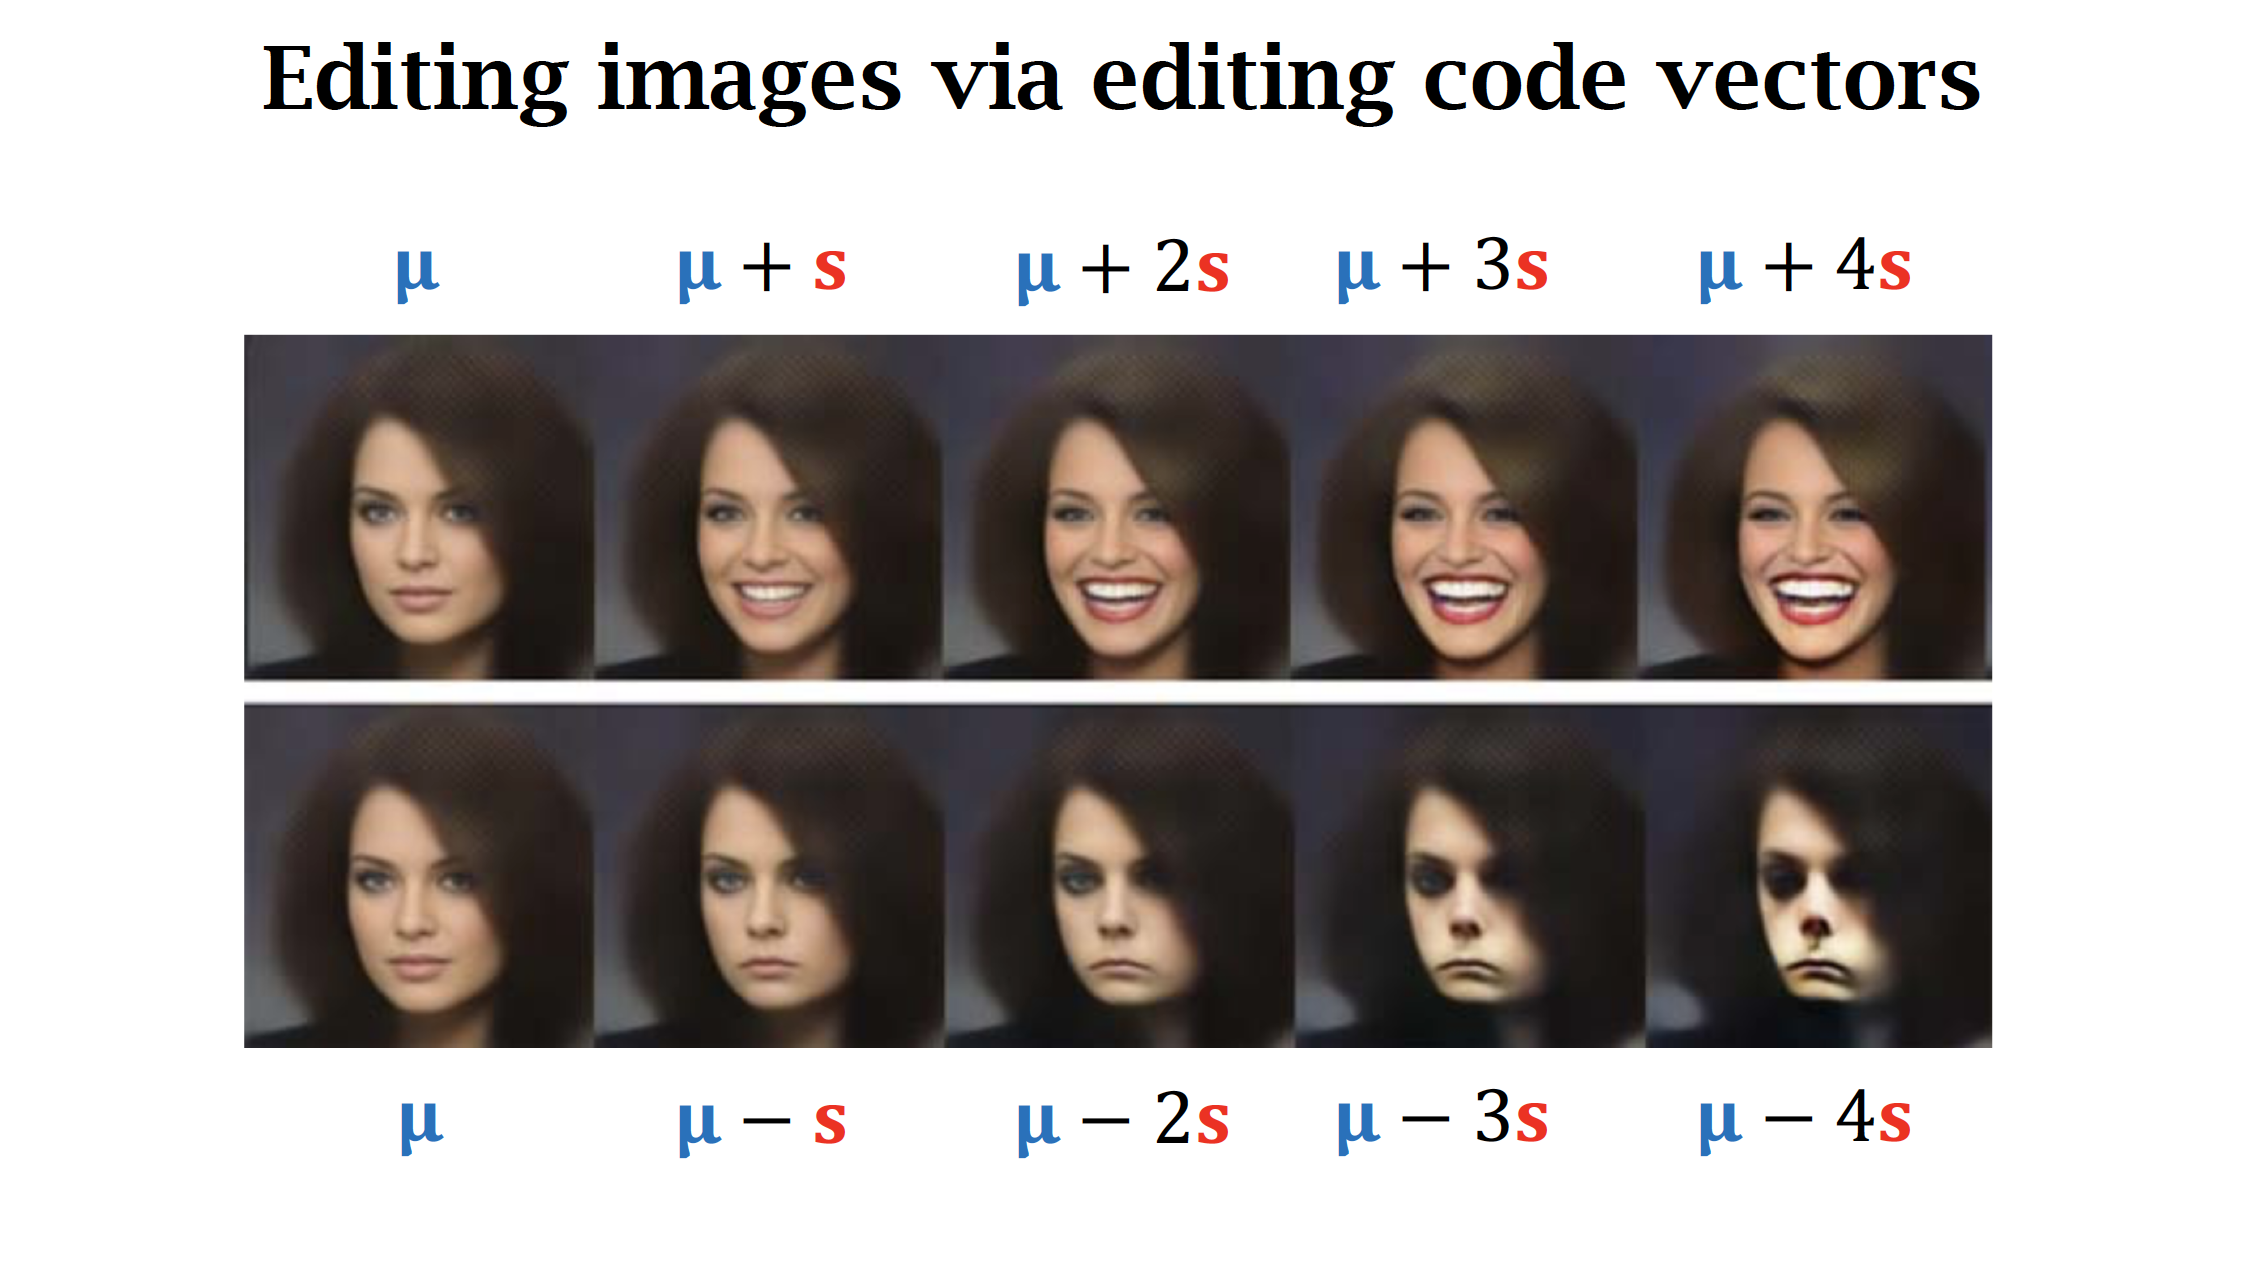 Editing images via editing code vectors
μ μ + s μ + 2s μ + 3s μ + 4s
μ μ − s μ − 2s μ − 3s μ − 4s